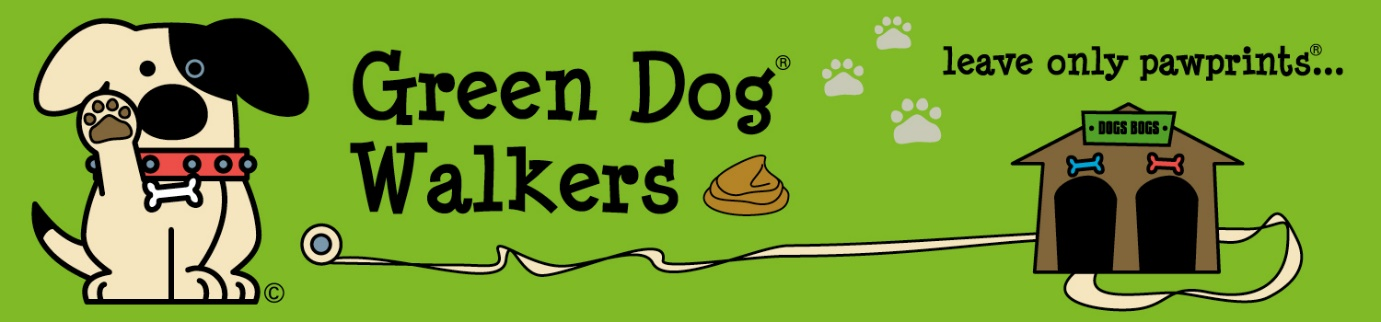 Green Dog®
Walkers
leave only pawprints®...
• DOGS BOGS •
©